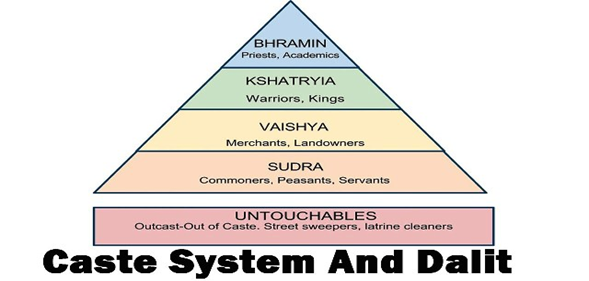 BHRAMIN
Priests, Academics
KSHATRYIA
Warriors, Kings
VAISHYA
Merchants, Landowners
SUDRA
Commoners, Peasants, Servants
UNTOUCHABLES
Outcast-Out of Caste. Street sweepers, latrine cleaners
Caste System And Dalit